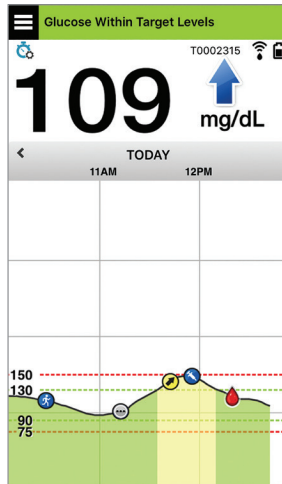 Glucose Within Target Levels
T0002315
109
mg/dL
TODAY
11AM 12PM
150
130
90
75